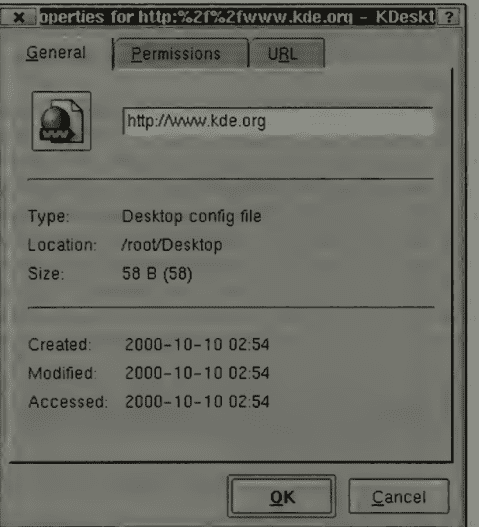 operties for http:%2f%2fwww.kde.org - KDeskt ?
General Permissions URL
http://www.kde.org
Type: Desktop config file
Location: /root/Desktop
Size: 58 B (58)
Created: 2000-10-10 02:54
Modified: 2000-10-10 02:54
Accessed: 2000-10-10 02:54
OK Cancel